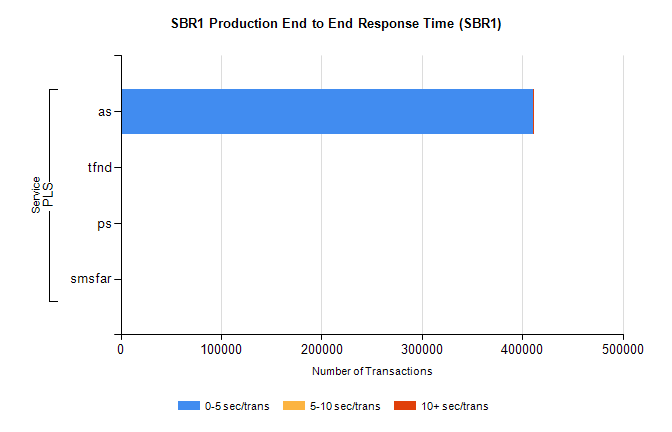 SBR1 Production End to End Response Time (SBR1)
Service
PLS
as
tfnd
ps
smsfar
0 100000 200000 300000 400000 500000
Number of Transactions
0-5 sec/trans 5-10 sec/trans 10+ sec/trans